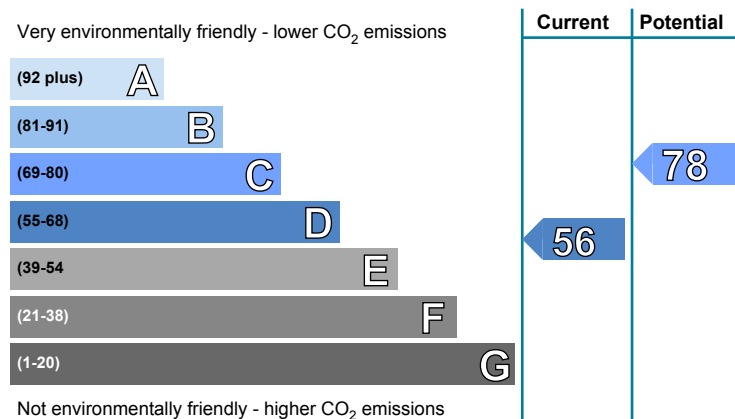 Very environmentally friendly - lower CO2 emissions
Current
Potential
(92 plus) A
(81-91) B
(69-80) C
78
(55-68) D
56
(39-54 E
(21-38) F
(1-20) G
Not environmentally friendly - higher CO2 emissions